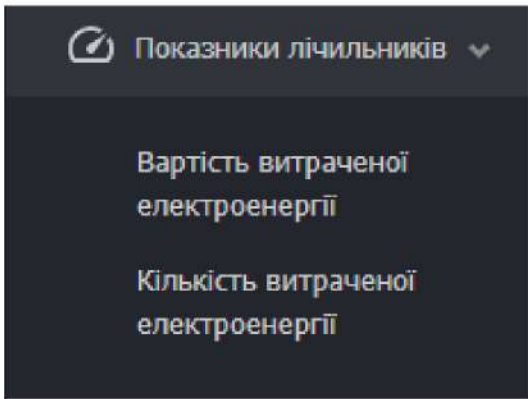 Показники лічильників
Вартість витраченої
електроенергії
Кількість витраченої
електроенергії